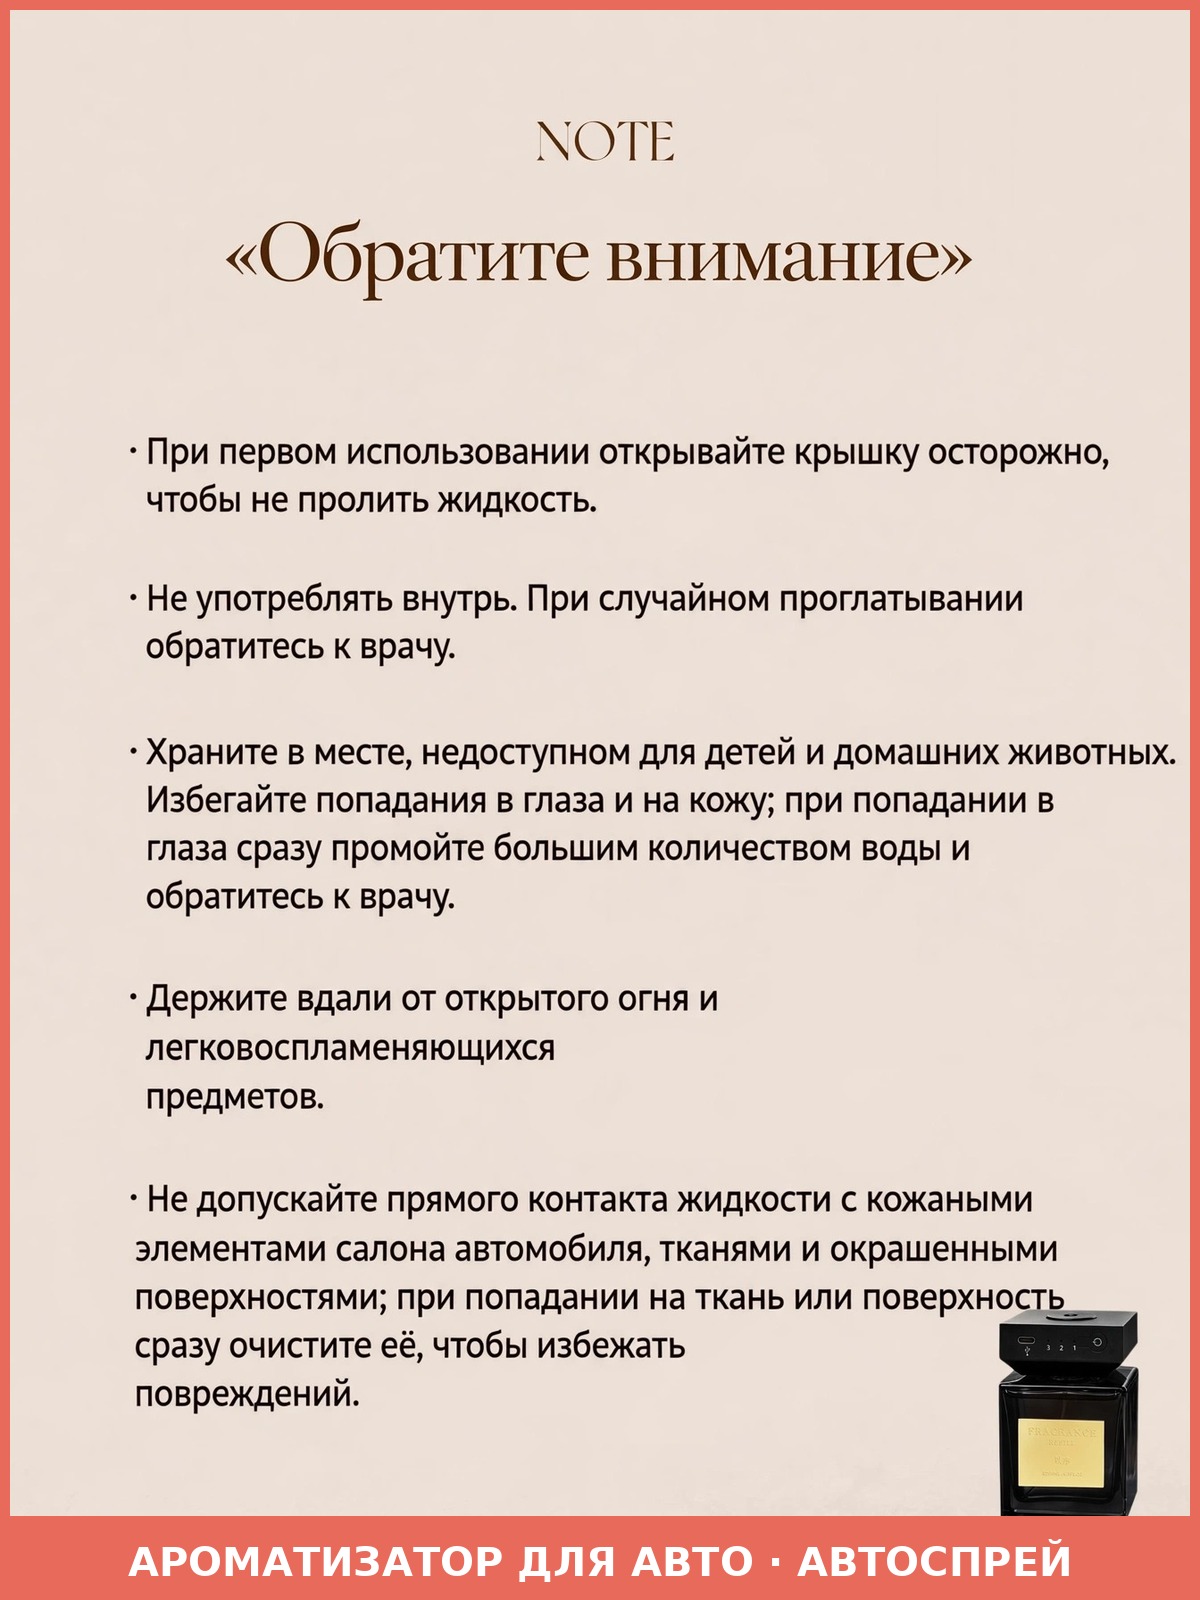 NOTE
«Обратите внимание»
· При первом использовании открывайте крышку осторожно,
чтобы не пролить жидкость.
· Не употреблять внутрь. При случайном проглатывании
обратитесь к врачу.
· Храните в месте, недоступном для детей и домашних животных.
Избегайте попадания в глаза и на кожу; при попадании в
глаза сразу промойте большим количеством воды и
обратитесь к врачу.
· Держите вдали от открытого огня и
легковоспламеняющихся
предметов.
· Не допускайте прямого контакта жидкости с кожаными
элементами салона автомобиля, тканями и окрашенными
поверхностями; при попадании на ткань или поверхность
сразу очистите её, чтобы избежать
повреждений.
3 2 1
FRAGRANCE
АРОМАТИЗАТОР ДЛЯ АВТО · АВТОСПРЕЙ